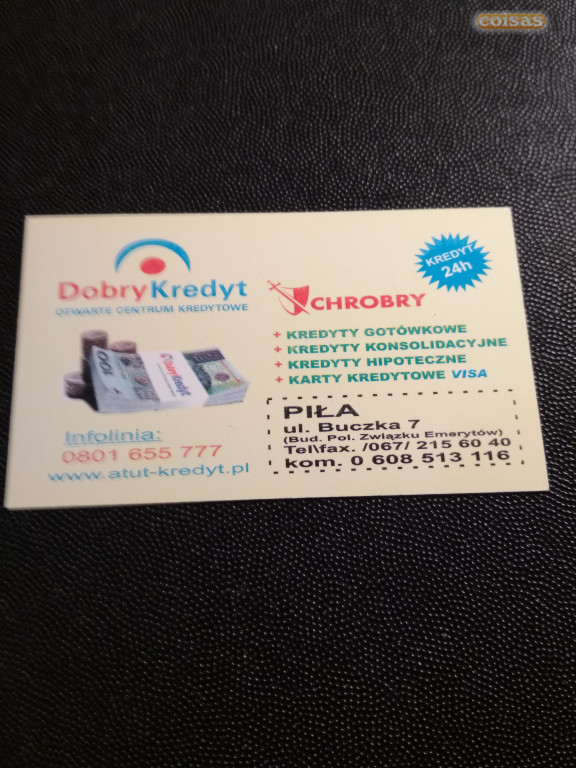 coisas
DobryKredyt
OTWARTE CENTRUM KREDYTOWE
KREDYT
24h
CHROBRY
+ KREDYTY GOTÓWKOWE
+ KREDYTY KONSOLIDACYJNE
+ KREDYTY HIPOTECZNE
+ KARTY KREDYTOWE VISA
DobryKredyt
100
Infolinia:
0801 655 777
www.atut-kredyt.pl
PIŁA
ul. Buczka 7
(Bud. Pol. Związku Emerytów)
Tel\fax. /067/ 215 60 40
kom. 0 608 513 116